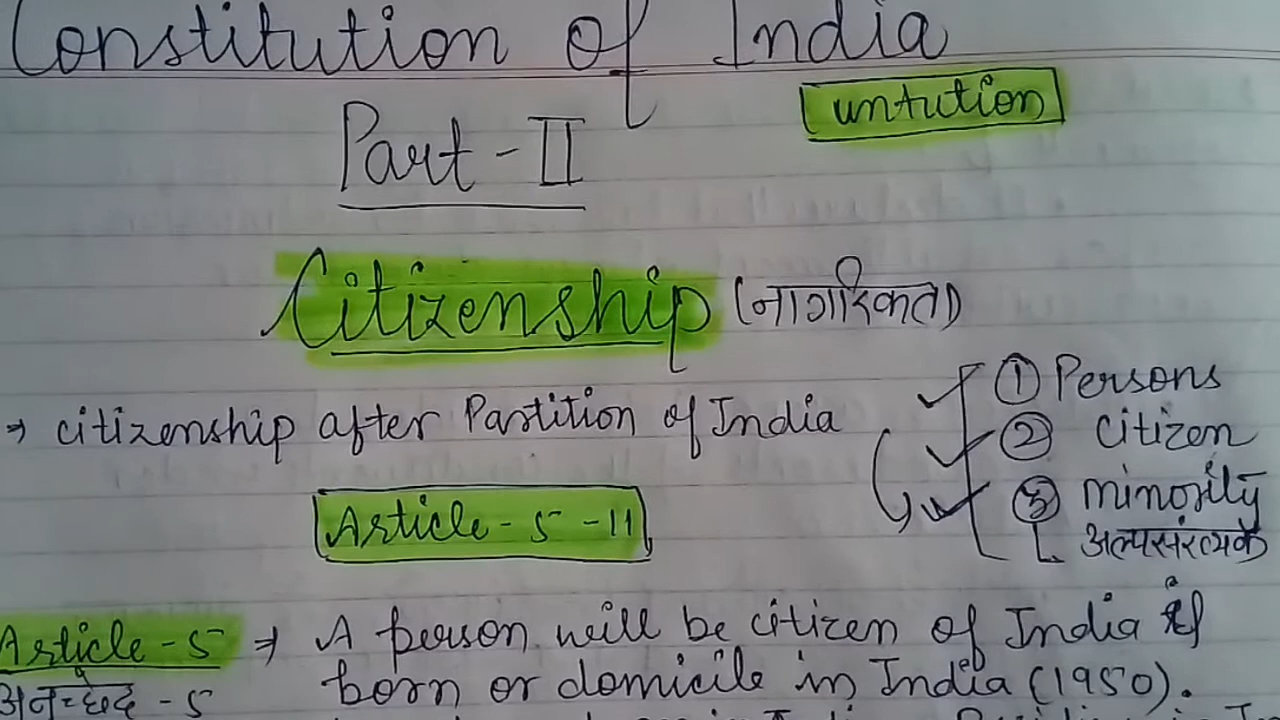 Constitution of India
untution
Part - II
Citizenship (नागरिकता)
→ citizenship after Partition of India
① Persons
② citizen
③ minority
अल्पसंख्यक
Article - 5 - 11
Article - 5 → A person will be citizen of India if
अनुच्छेद - 5 born or domicile in India (1950).